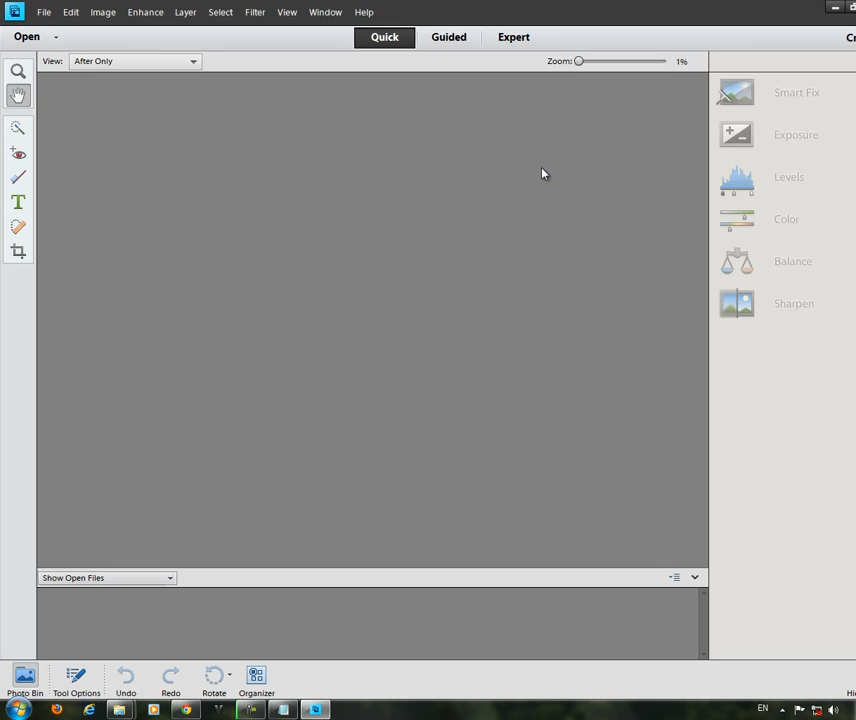 File Edit Image Enhance Layer Select Filter View Window Help
Open Quick Guided Expert Cr
View: After Only Zoom: 1%
Smart Fix
Exposure
Levels
Color
Balance
Sharpen
T
Show Open Files
Photo Bin Tool Options Undo Redo Rotate Organizer Hi
EN